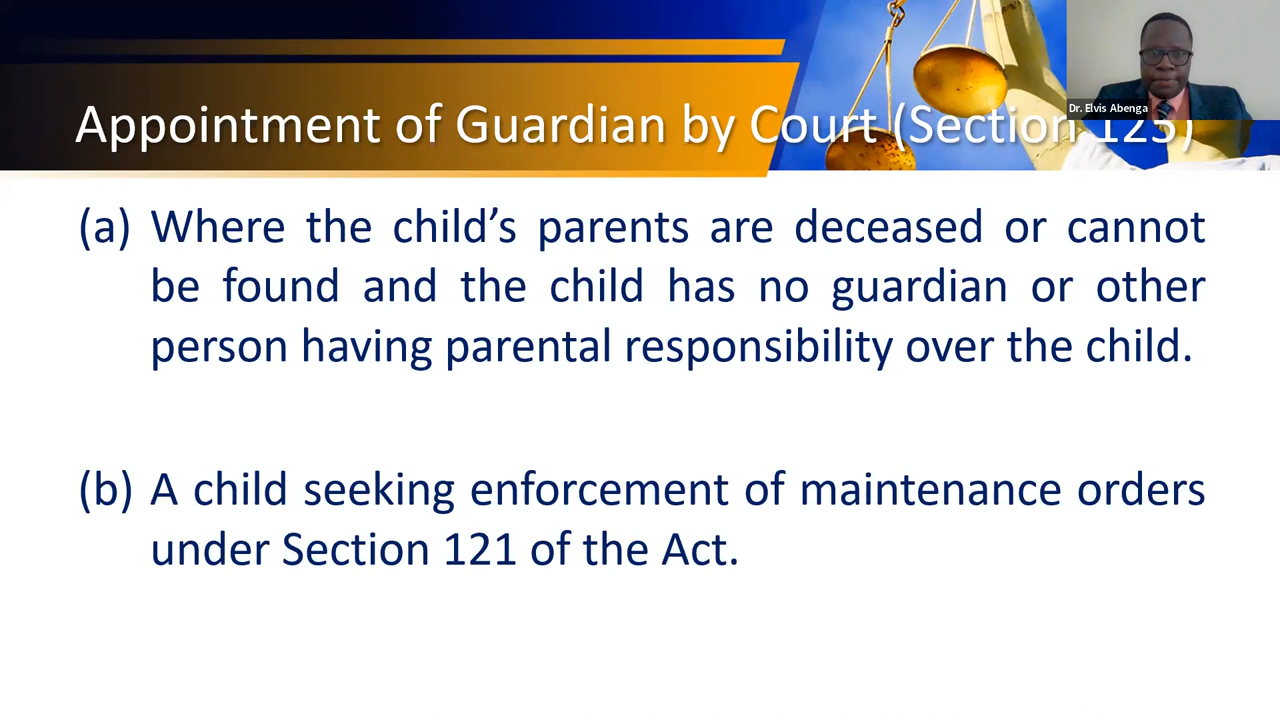 Appointment of Guardian by Court (Section 125)
Dr. Elvis Abenga
(a) Where the child’s parents are deceased or cannot
be found and the child has no guardian or other
person having parental responsibility over the child.
(b) A child seeking enforcement of maintenance orders
under Section 121 of the Act.